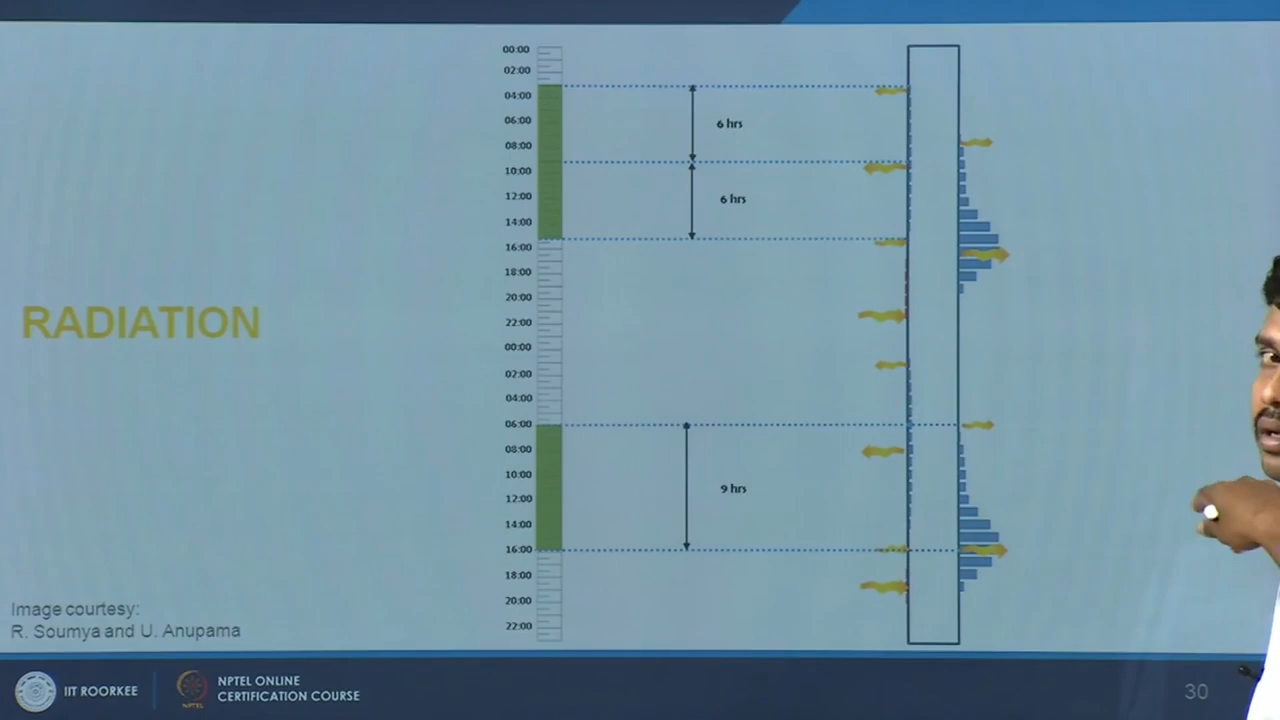 00:00
02:00
04:00
06:00
08:00
10:00
12:00
14:00
16:00
18:00
20:00
22:00
00:00
02:00
04:00
06:00
08:00
10:00
12:00
14:00
16:00
18:00
20:00
22:00
6 hrs
6 hrs
9 hrs
RADIATION
Image courtesy:
R. Soumya and U. Anupama
IIT ROORKEE
NPTEL
NPTEL ONLINE
CERTIFICATION COURSE
30